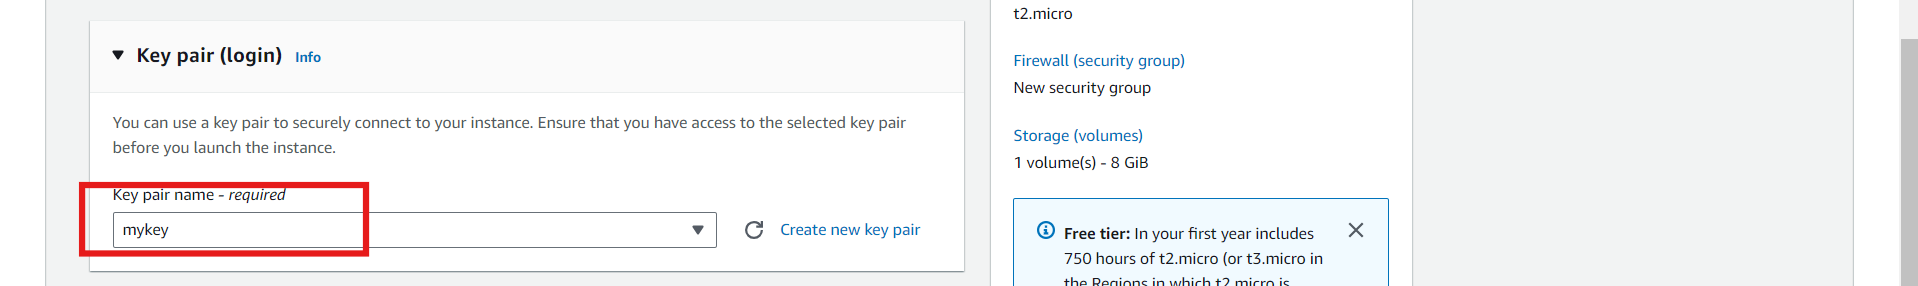 Key pair (login) Info
You can use a key pair to securely connect to your instance. Ensure that you have access to the selected key pair
before you launch the instance.
Key pair name - required
mykey
Create new key pair
t2.micro
Firewall (security group)
New security group
Storage (volumes)
1 volume(s) - 8 GiB
Free tier: In your first year includes
750 hours of t2.micro (or t3.micro in
the Regions in which t2.micro is